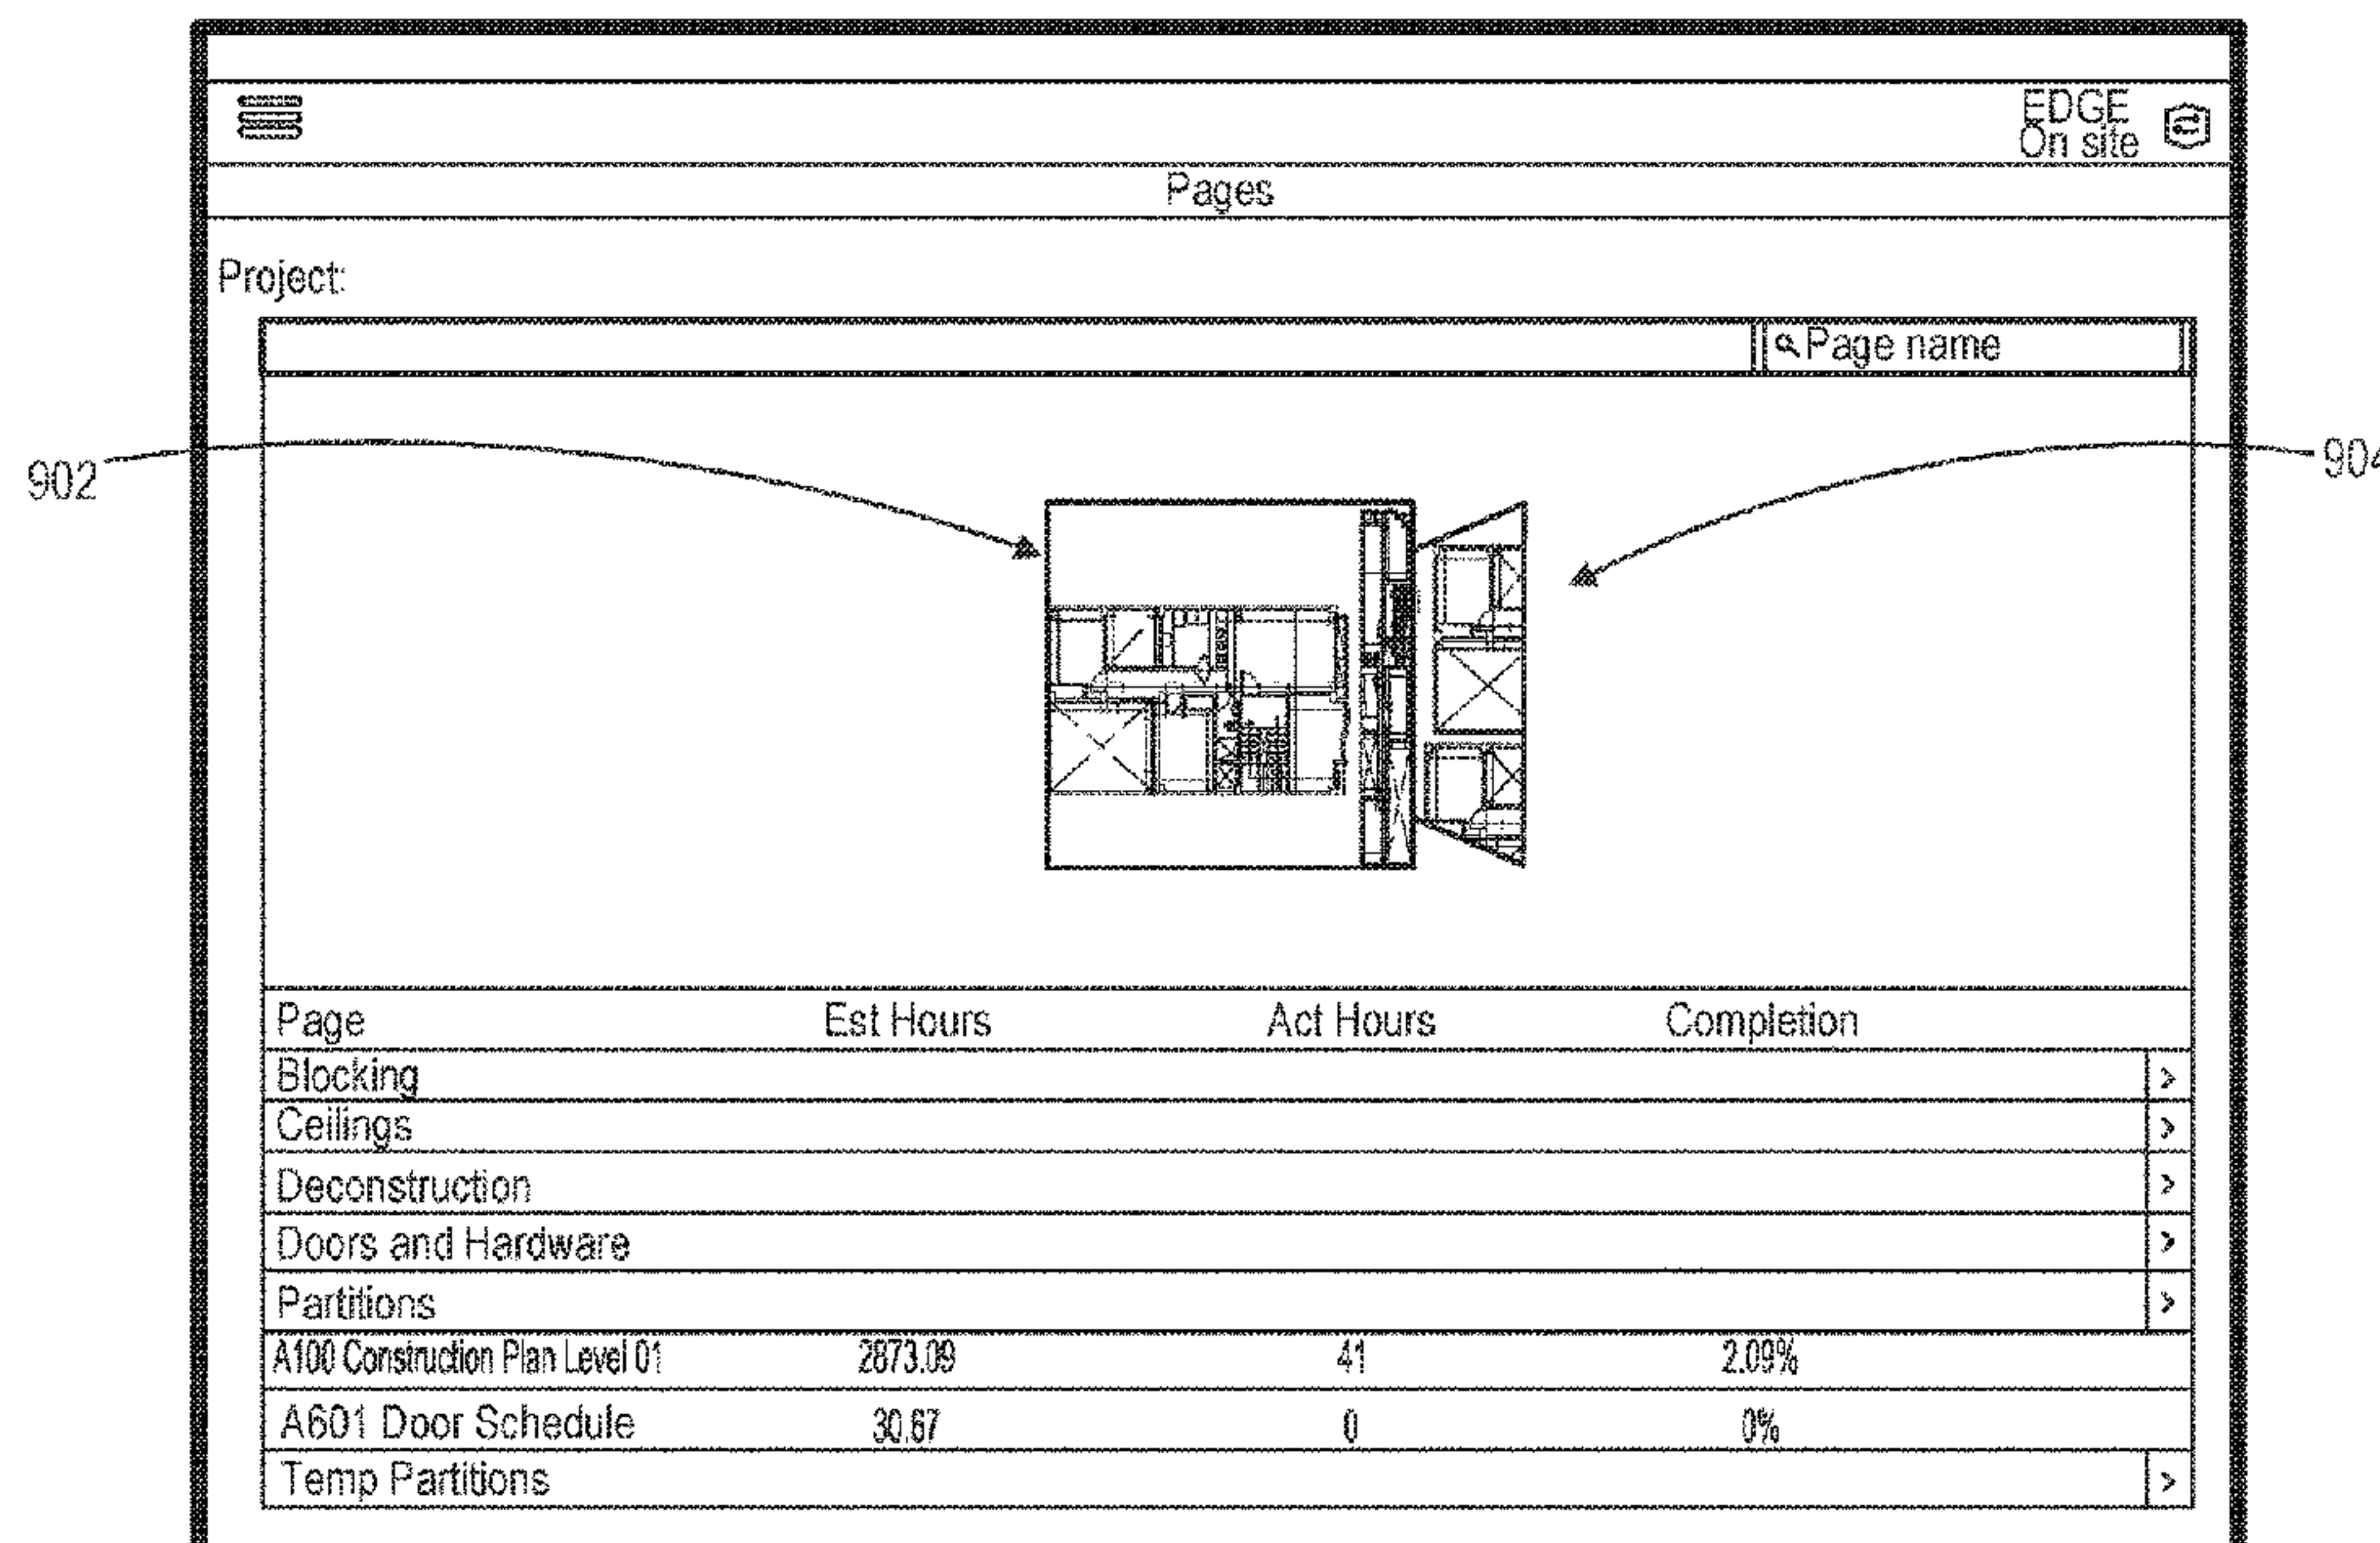 EDGE
On site
Pages
Project:
Page name
902
904
Page Est Hours Act Hours Completion
Blocking
Ceilings
Deconstruction
Doors and Hardware
Partitions
A100 Construction Plan Level 01 2873.09 41 2.09%
A601 Door Schedule 30.67 0 0%
Temp Partitions